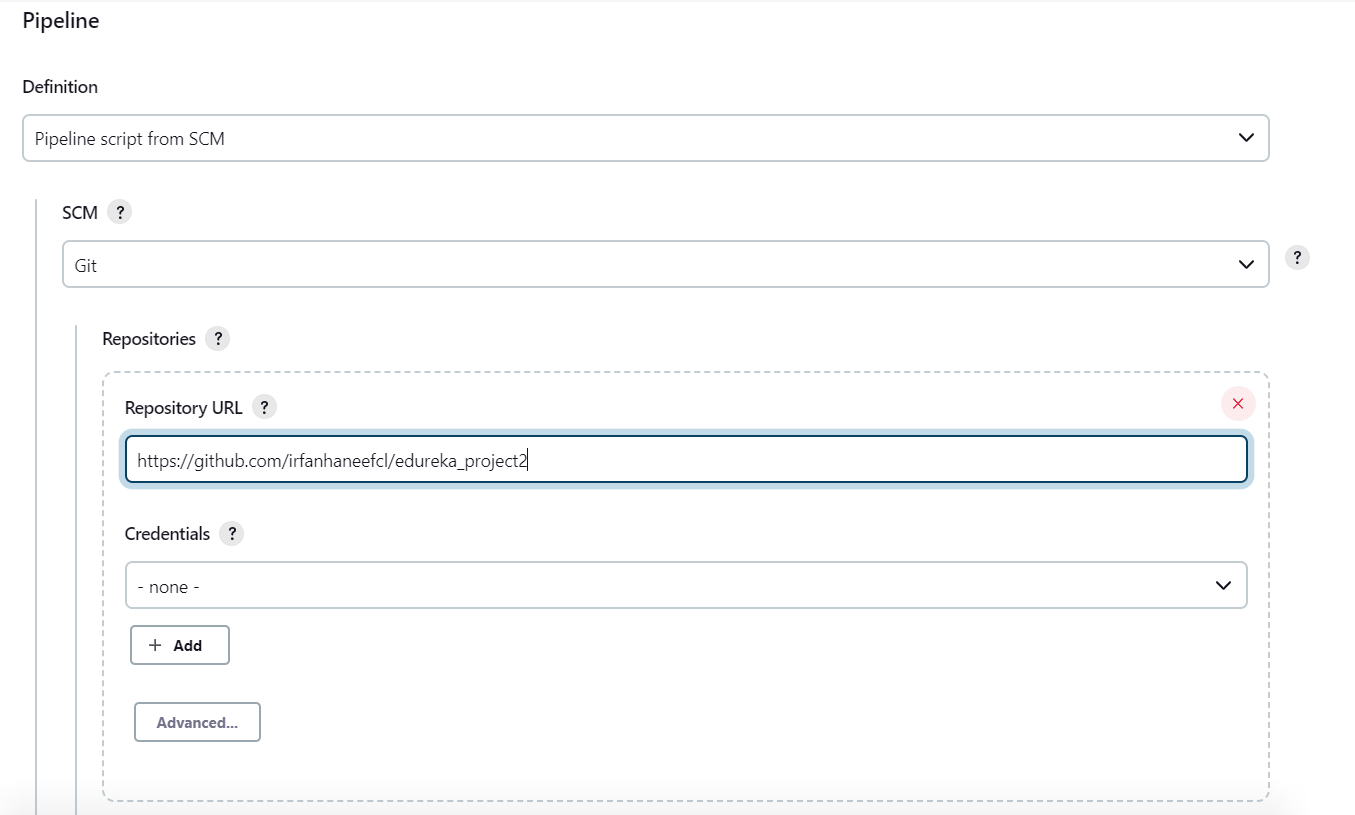 Pipeline
Definition
Pipeline script from SCM
SCM ?
Git
?
Repositories ?
Repository URL ?
https://github.com/irfanhaneefcl/edureka_project2
Credentials ?
- none -
+ Add
Advanced...